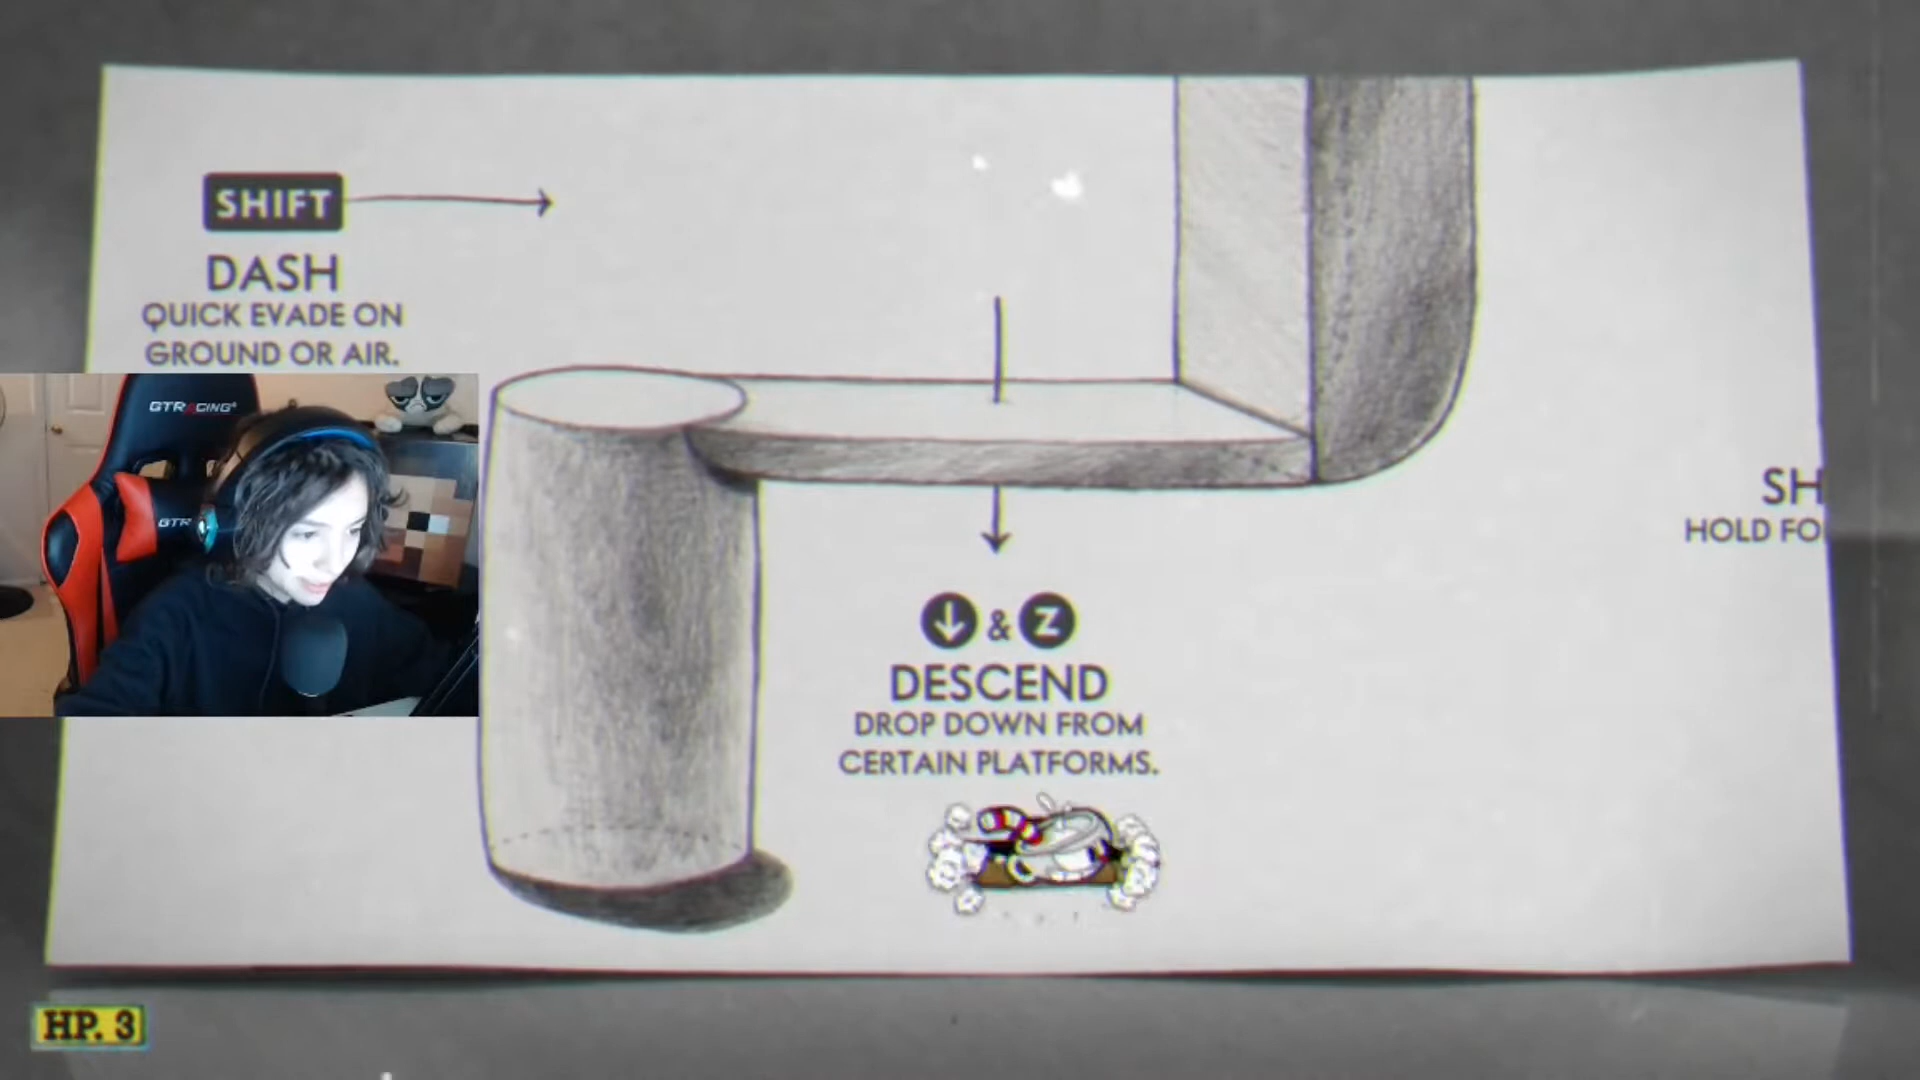 SHIFT
DASH
QUICK EVADE ON
GROUND OR AIR.
GTRACING
GTR
SH
HOLD FO
↓ & Z
DESCEND
DROP DOWN FROM
CERTAIN PLATFORMS.
HP. 3